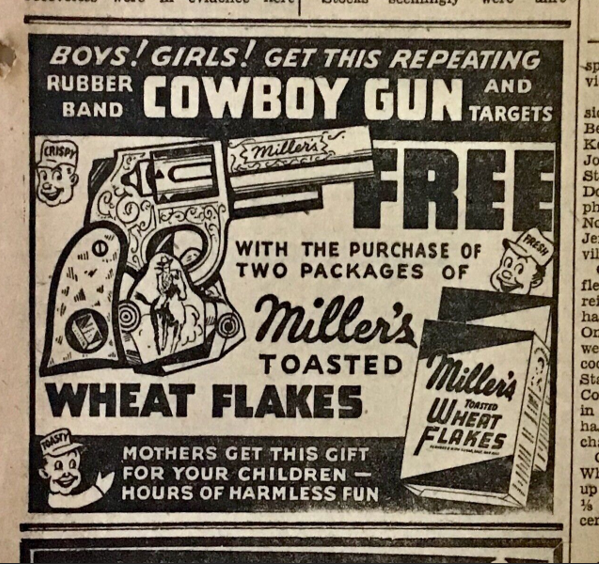 BOYS! GIRLS! GET THIS REPEATING
RUBBER BAND COWBOY GUN AND TARGETS
CRISPY
Miller's
FREE
WITH THE PURCHASE OF
TWO PACKAGES OF
FRESH
Miller's
TOASTED
WHEAT FLAKES
Miller's
TOASTED
WHEAT
FLAKES
TOASTY
MOTHERS GET THIS GIFT
FOR YOUR CHILDREN —
HOURS OF HARMLESS FUN